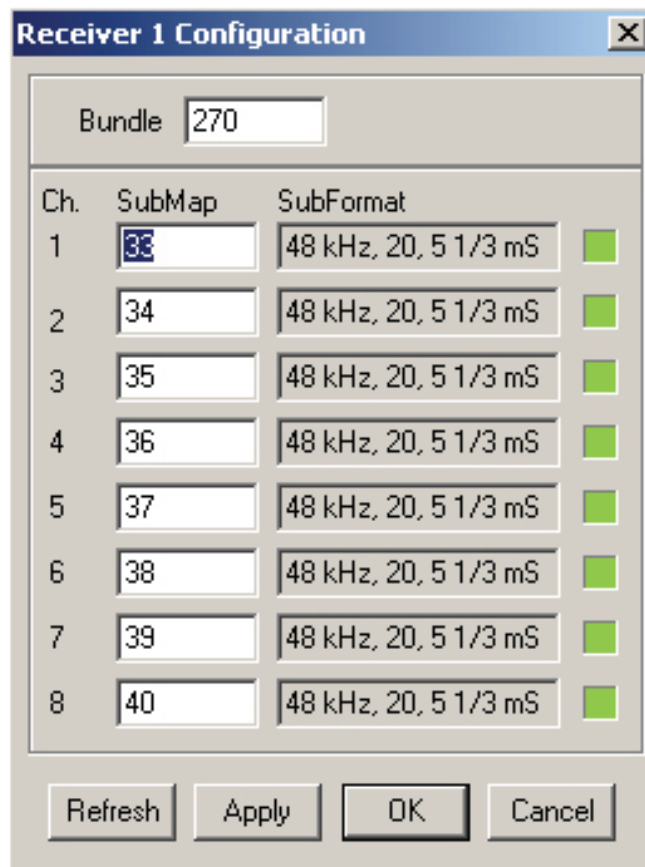 Receiver 1 Configuration
Bundle 270
Ch. SubMap SubFormat
1 33 48 kHz, 20, 5 1/3 mS
2 34 48 kHz, 20, 5 1/3 mS
3 35 48 kHz, 20, 5 1/3 mS
4 36 48 kHz, 20, 5 1/3 mS
5 37 48 kHz, 20, 5 1/3 mS
6 38 48 kHz, 20, 5 1/3 mS
7 39 48 kHz, 20, 5 1/3 mS
8 40 48 kHz, 20, 5 1/3 mS
Refresh Apply OK Cancel